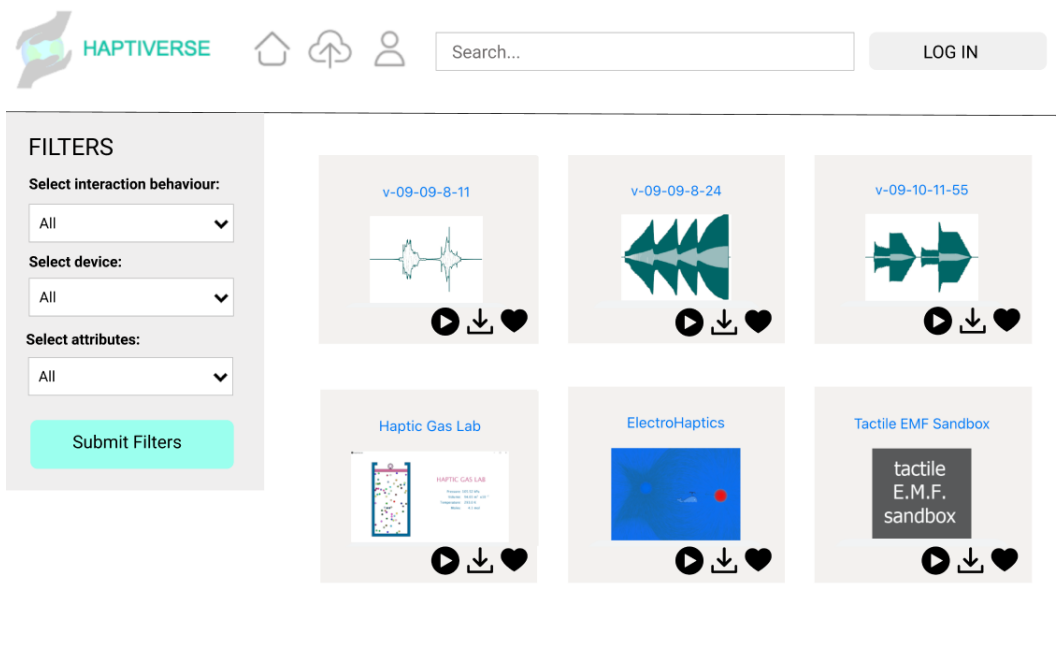 HAPTIVERSE
Search...
LOG IN
FILTERS
Select interaction behaviour:
All
Select device:
All
Select attributes:
All
Submit Filters
v-09-09-8-11
v-09-09-8-24
v-09-10-11-55
Haptic Gas Lab
HAPTIC GAS LAB
ElectroHaptics
Tactile EMF Sandbox
tactile
E.M.F.
sandbox